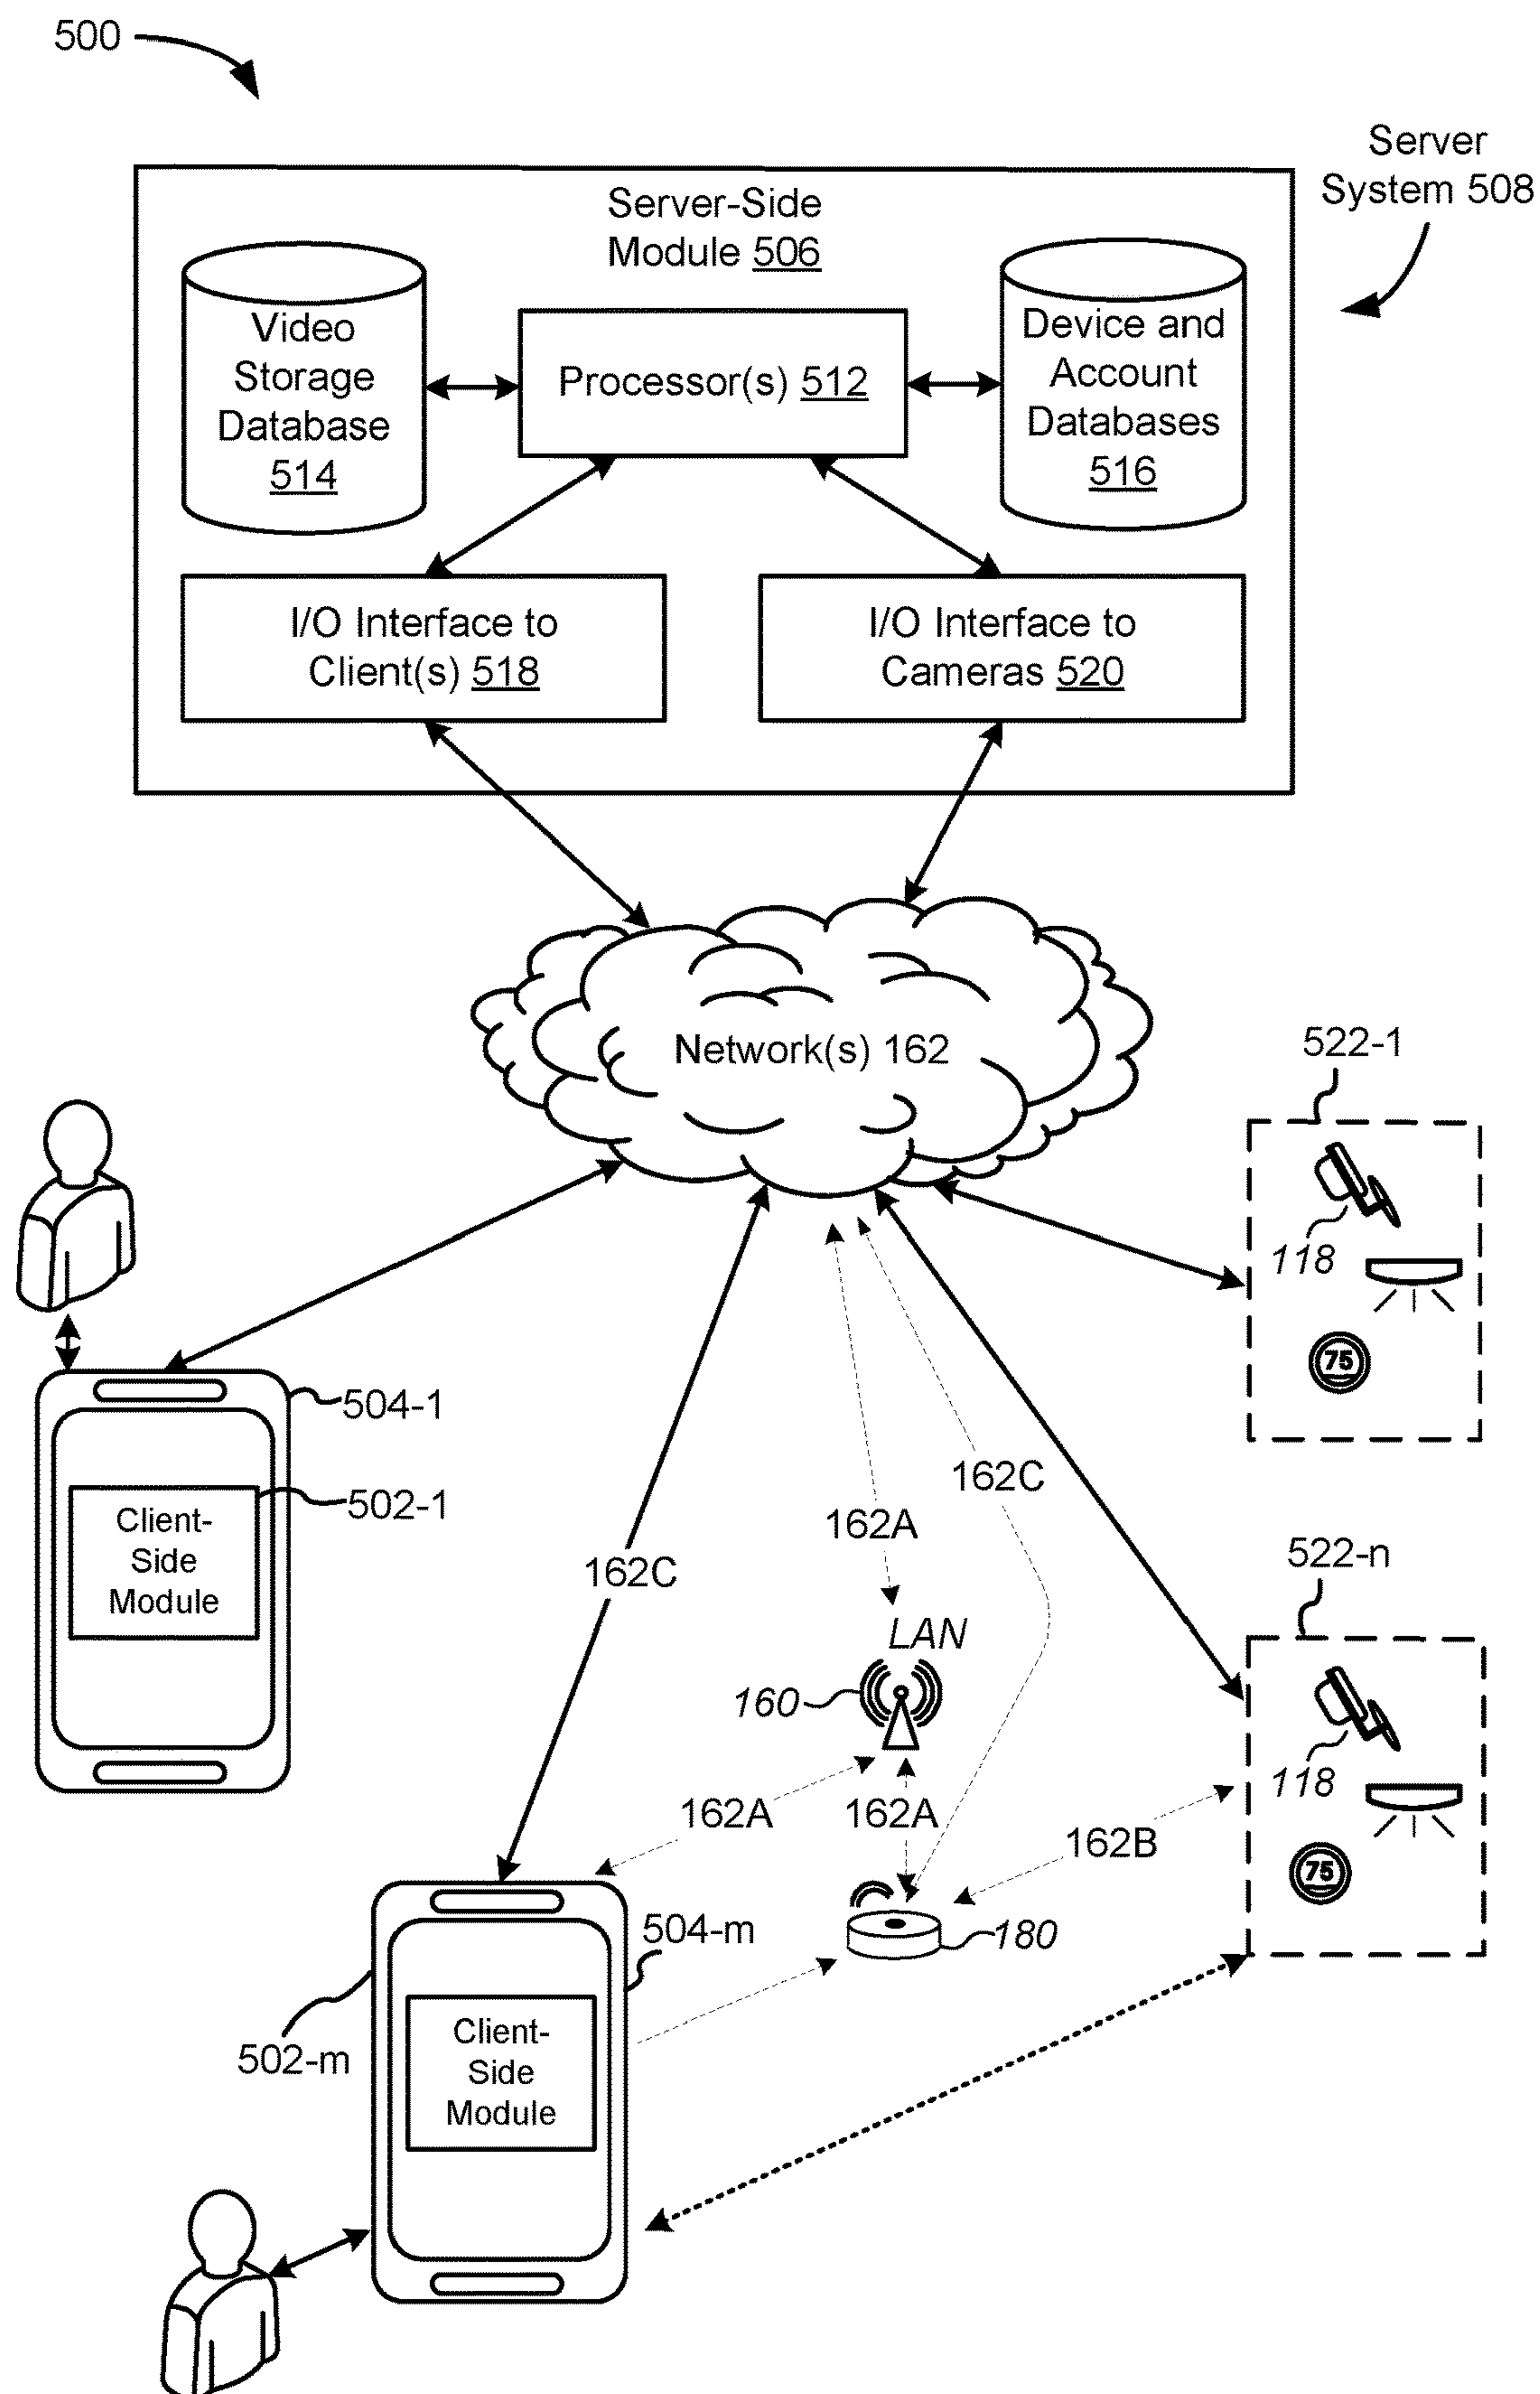 500
Server
System 508
Server-Side
Module 506
Video
Storage
Database
514
Processor(s) 512
Device and
Account
Databases
516
I/O Interface to
Client(s) 518
I/O Interface to
Cameras 520
Network(s) 162
522-1
118
75
504-1
502-1
Client-
Side
Module
162C
162A
162C
LAN
160
522-n
118
75
162A
162A
162B
180
504-m
502-m
Client-
Side
Module